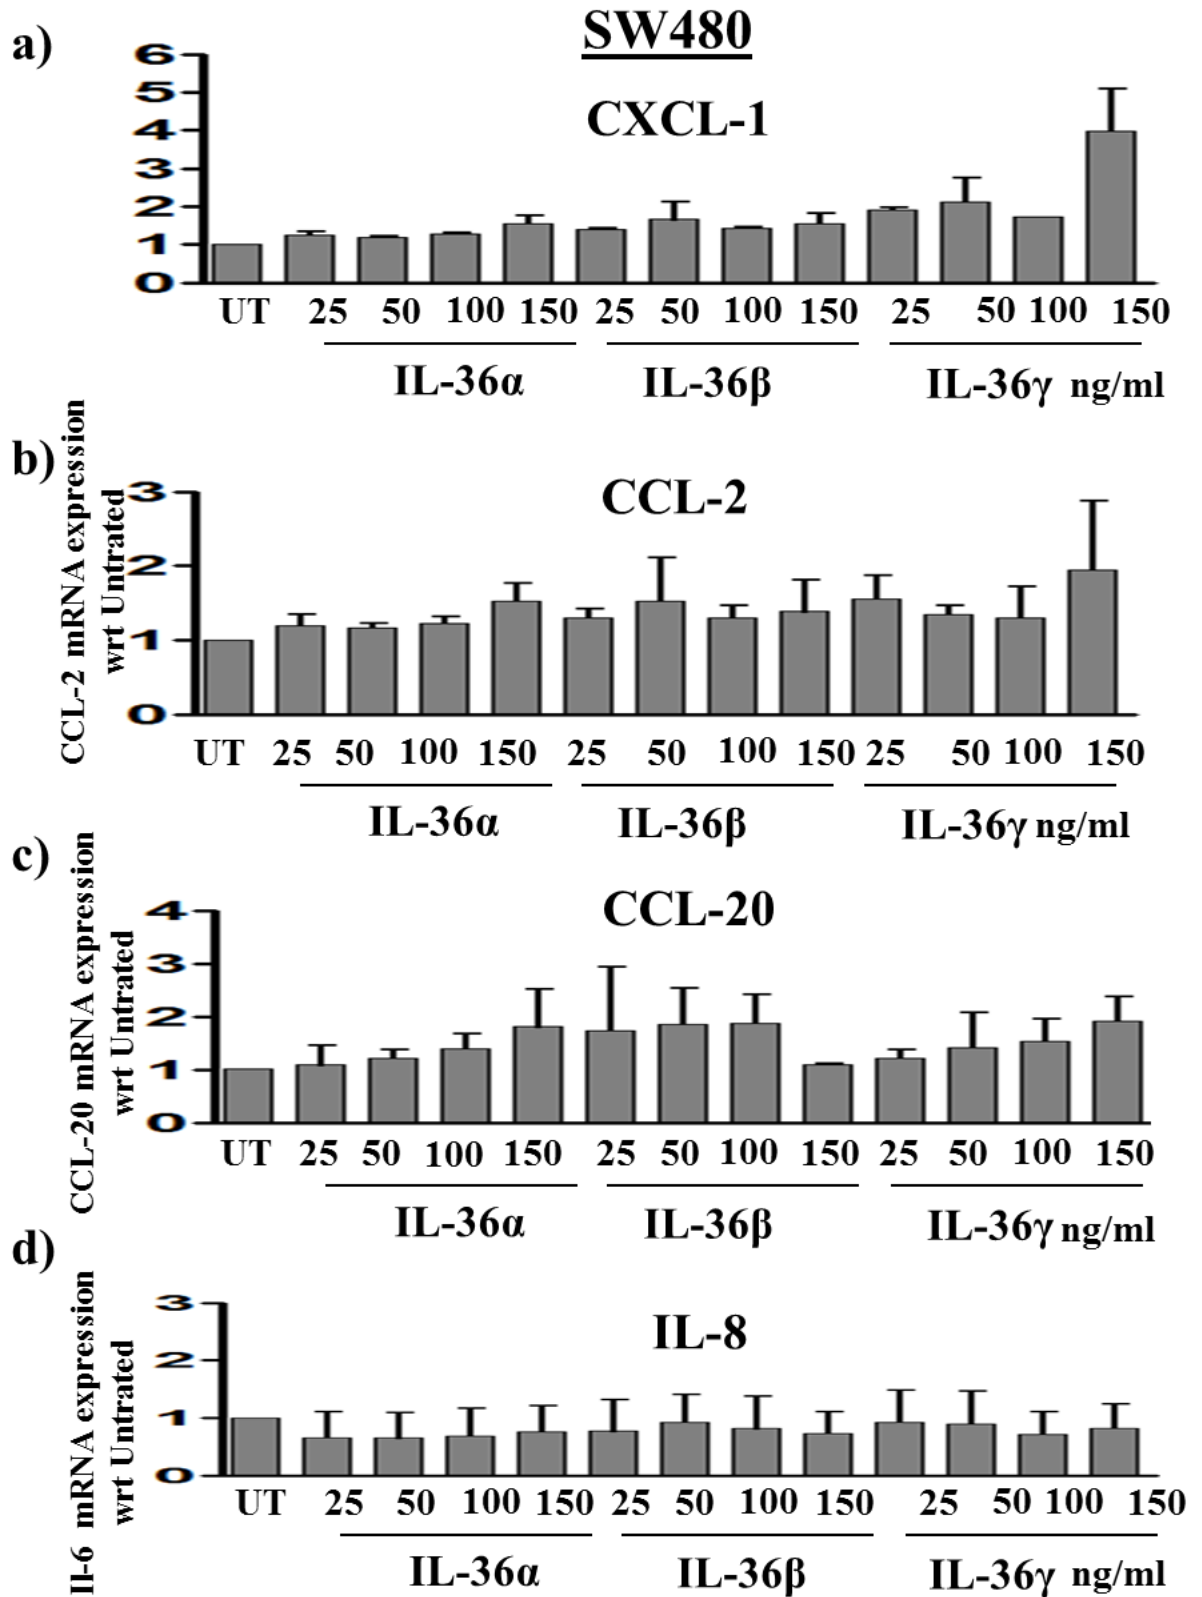 a)
SW480
CXCL-1
6
5
4
3
2
1
0
UT 25 50 100 150 25 50 100 150 25 50 100 150
IL-36α IL-36β IL-36γ ng/ml
b)
CCL-2 mRNA expression
wrt Untrated
CCL-2
3
2
1
0
UT 25 50 100 150 25 50 100 150 25 50 100 150
IL-36α IL-36β IL-36γ ng/ml
c)
CCL-20 mRNA expression
wrt Untrated
CCL-20
4
3
2
1
0
UT 25 50 100 150 25 50 100 150 25 50 100 150
IL-36α IL-36β IL-36γ ng/ml
d)
Il-6 mRNA expression
wrt Untrated
IL-8
3
2
1
0
UT 25 50 100 150 25 50 100 150 25 50 100 150
IL-36α IL-36β IL-36γ ng/ml